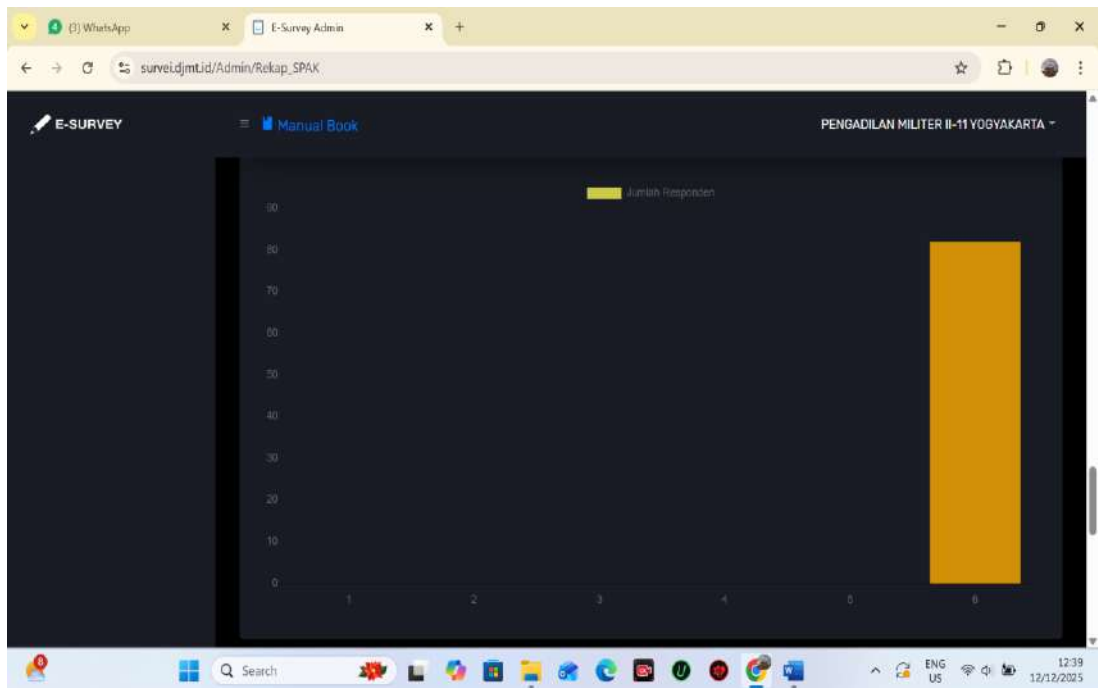 (3) WhatsApp
E-Survey Admin
survei.djmt.id/Admin/Rekap_SPAK
E-SURVEY
Manual Book
PENGADILAN MILITER II-11 YOGYAKARTA
Jumlah Responden
90
80
70
60
50
40
30
20
10
0
1 2 3 4 5 6
Search
ENG
US
12:39
12/12/2025